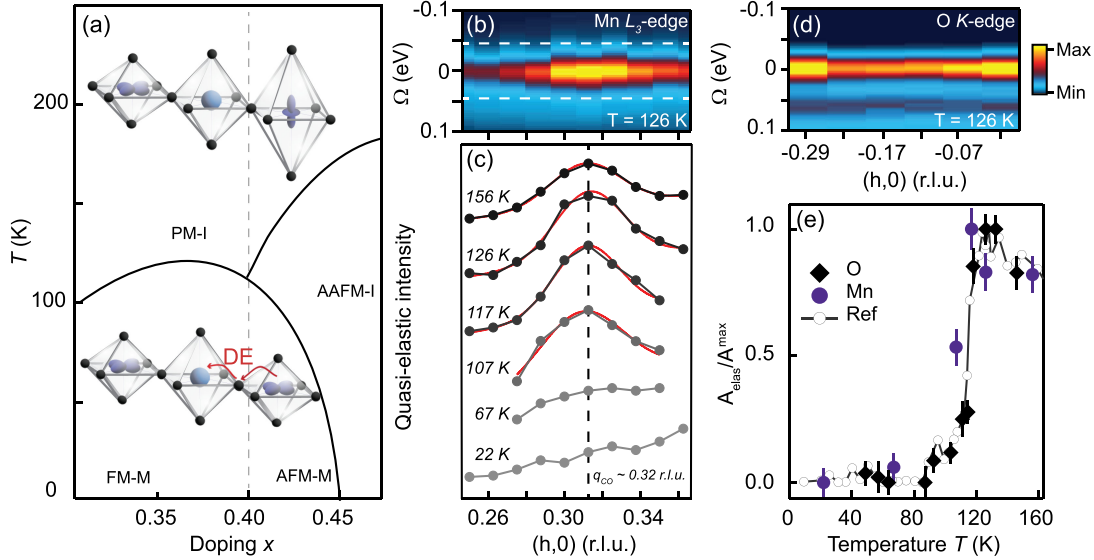 (a)
T (K)
200
100
0
PM-I
AAFM-I
DE
FM-M
AFM-M
0.35
0.40
0.45
Doping x
(b)
Mn L3-edge
-0.1
0
0.1
Ω (eV)
T = 126 K
(c)
Quasi-elastic intensity
156 K
126 K
117 K
107 K
67 K
22 K
qCO ~ 0.32 r.l.u.
0.26
0.30
0.34
(h,0) (r.l.u.)
(d)
O K-edge
-0.1
0
0.1
Ω (eV)
T = 126 K
Max
Min
-0.29
-0.17
-0.07
(h,0) (r.l.u.)
(e)
1.0
0.5
0.0
Aelas/Amax
O
Mn
Ref
0
40
80
120
160
Temperature T (K)